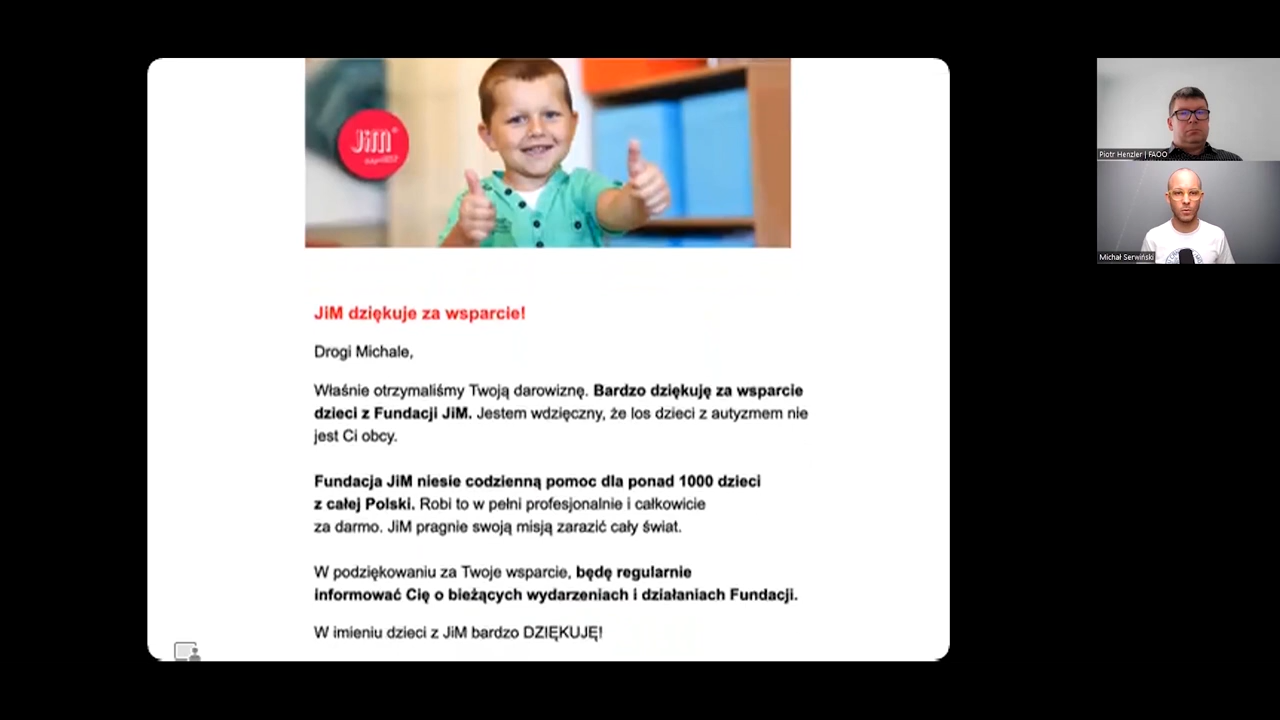 JiM
Piotr Henzler | FAOO
Michał Serwiński
JiM dziękuje za wsparcie!
Drogi Michale,
Właśnie otrzymaliśmy Twoją darowiznę. Bardzo dziękuję za wsparcie
dzieci z Fundacji JiM. Jestem wdzięczny, że los dzieci z autyzmem nie
jest Ci obcy.
Fundacja JiM niesie codzienną pomoc dla ponad 1000 dzieci
z całej Polski. Robi to w pełni profesjonalnie i całkowicie
za darmo. JiM pragnie swoją misją zarazić cały świat.
W podziękowaniu za Twoje wsparcie, będę regularnie
informować Cię o bieżących wydarzeniach i działaniach Fundacji.
W imieniu dzieci z JiM bardzo DZIĘKUJĘ!